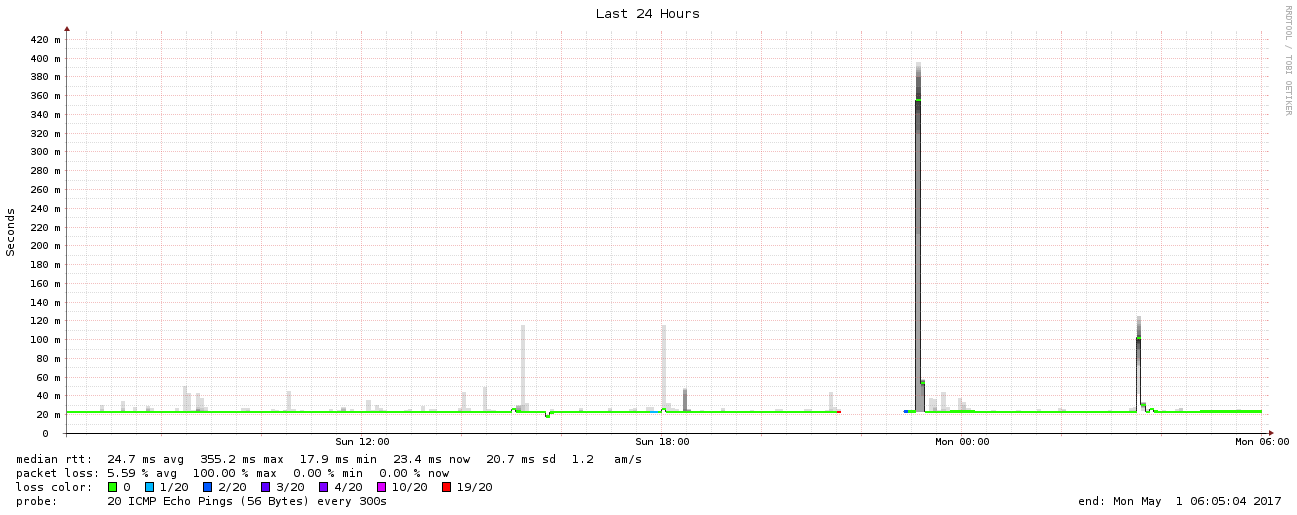 Last 24 Hours
RRDTOOL / TOBI OETIKER
Seconds
420 m
400 m
380 m
360 m
340 m
320 m
300 m
280 m
260 m
240 m
220 m
200 m
180 m
160 m
140 m
120 m
100 m
80 m
60 m
40 m
20 m
0
Sun 12:00 Sun 18:00 Mon 00:00 Mon 06:00
median rtt: 24.7 ms avg 355.2 ms max 17.9 ms min 23.4 ms now 20.7 ms sd 1.2 am/s
packet loss: 5.59 % avg 100.00 % max 0.00 % min 0.00 % now
loss color: 0 1/20 2/20 3/20 4/20 10/20 19/20
probe: 20 ICMP Echo Pings (56 Bytes) every 300s end: Mon May 1 06:05:04 2017